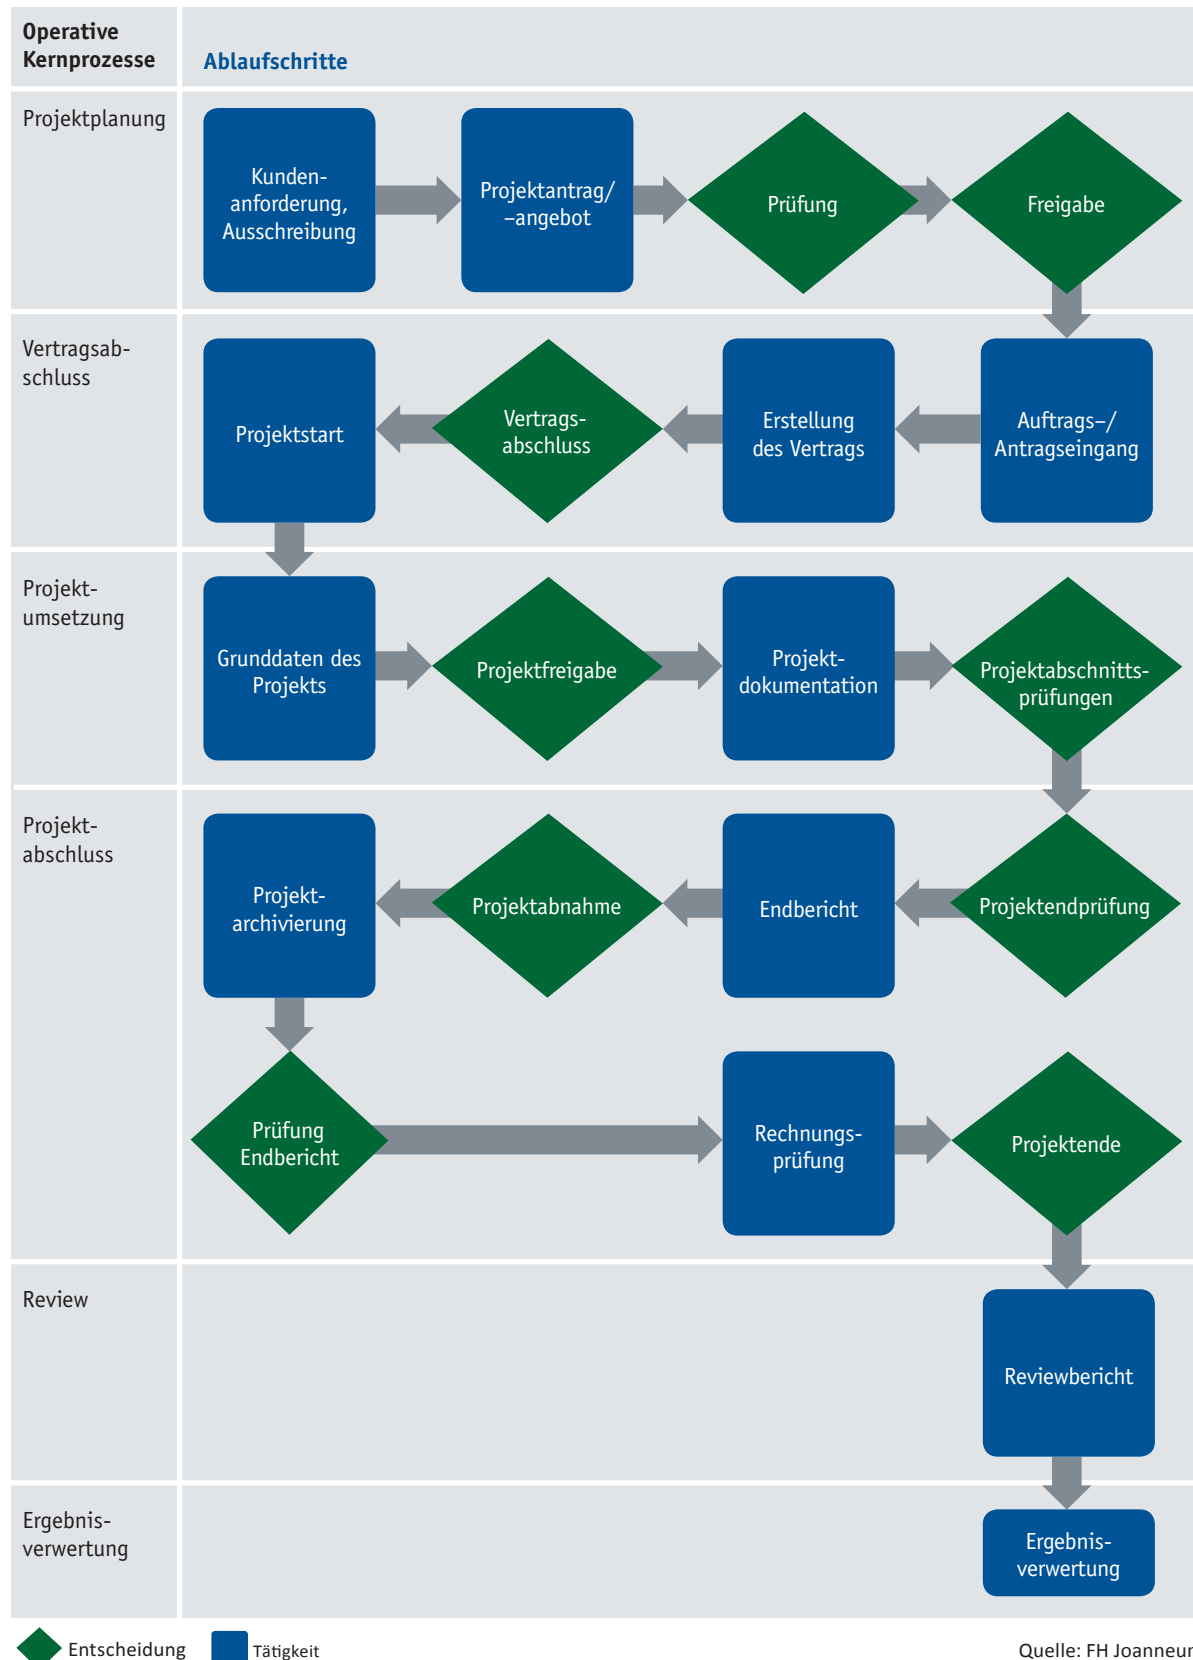 Operative
Kernprozesse
Ablaufschritte
Projektplanung
Kunden-
anforderung,
Ausschreibung
Projektantrag/
–angebot
Prüfung
Freigabe
Vertragsab-
schluss
Projektstart
Vertrags-
abschluss
Erstellung
des Vertrags
Auftrags–/
Antragseingang
Projekt-
umsetzung
Grunddaten des
Projekts
Projektfreigabe
Projekt-
dokumentation
Projektabschnitts-
prüfungen
Projekt-
abschluss
Projekt-
archivierung
Projektabnahme
Endbericht
Projektendprüfung
Prüfung
Endbericht
Rechnungs-
prüfung
Projektende
Review
Reviewbericht
Ergebnis-
verwertung
Ergebnis-
verwertung
Entscheidung
Tätigkeit
Quelle: FH Joanneum